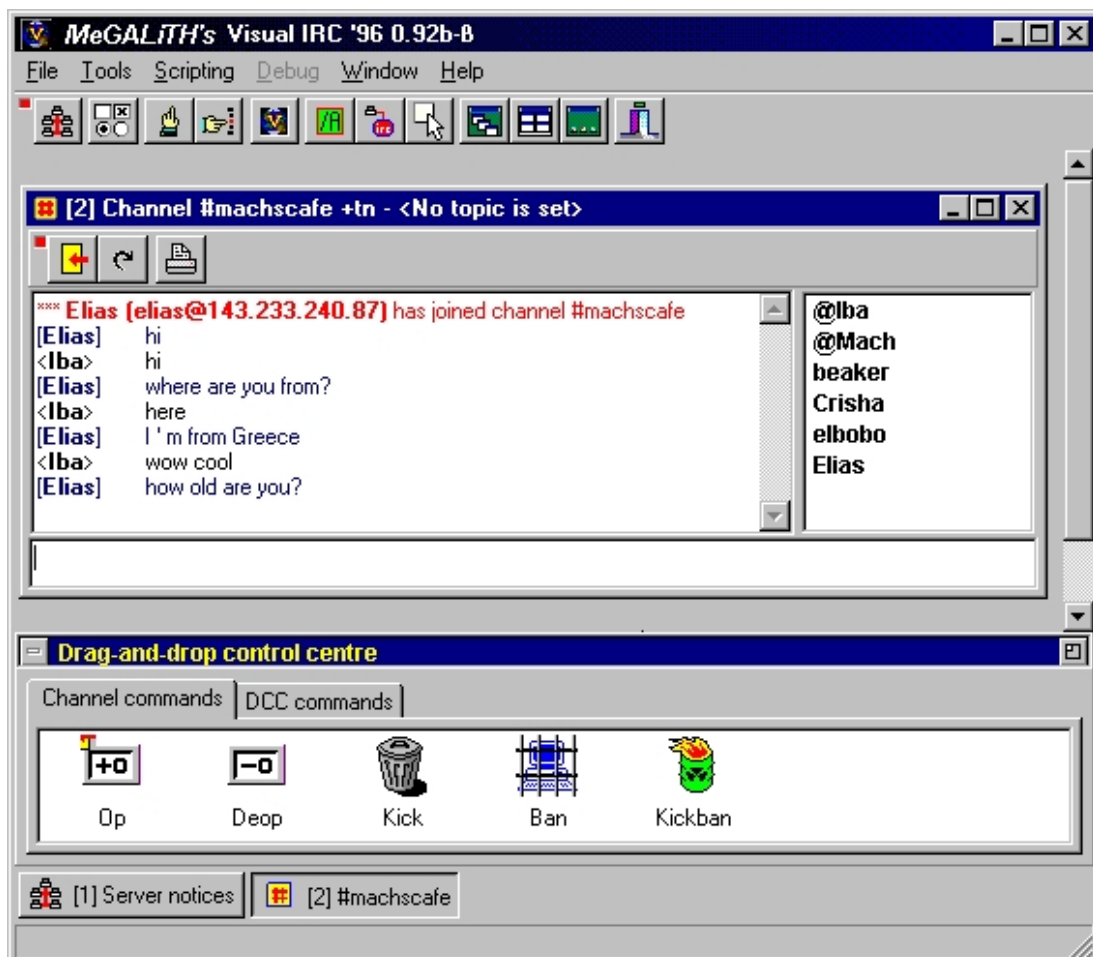 MeGALiTH's Visual IRC '96 0.92b-ß
File Tools Scripting Debug Window Help
/A irc
[2] Channel #machscafe +tn - <No topic is set>
*** Elias (elias@143.233.240.87) has joined channel #machscafe
[Elias] hi
<Iba> hi
[Elias] where are you from?
<Iba> here
[Elias] I ' m from Greece
<Iba> wow cool
[Elias] how old are you?
@Iba
@Mach
beaker
Crisha
elbobo
Elias
Drag-and-drop control centre
Channel commands DCC commands
+o -o
Op Deop Kick Ban Kickban
[1] Server notices [2] #machscafe